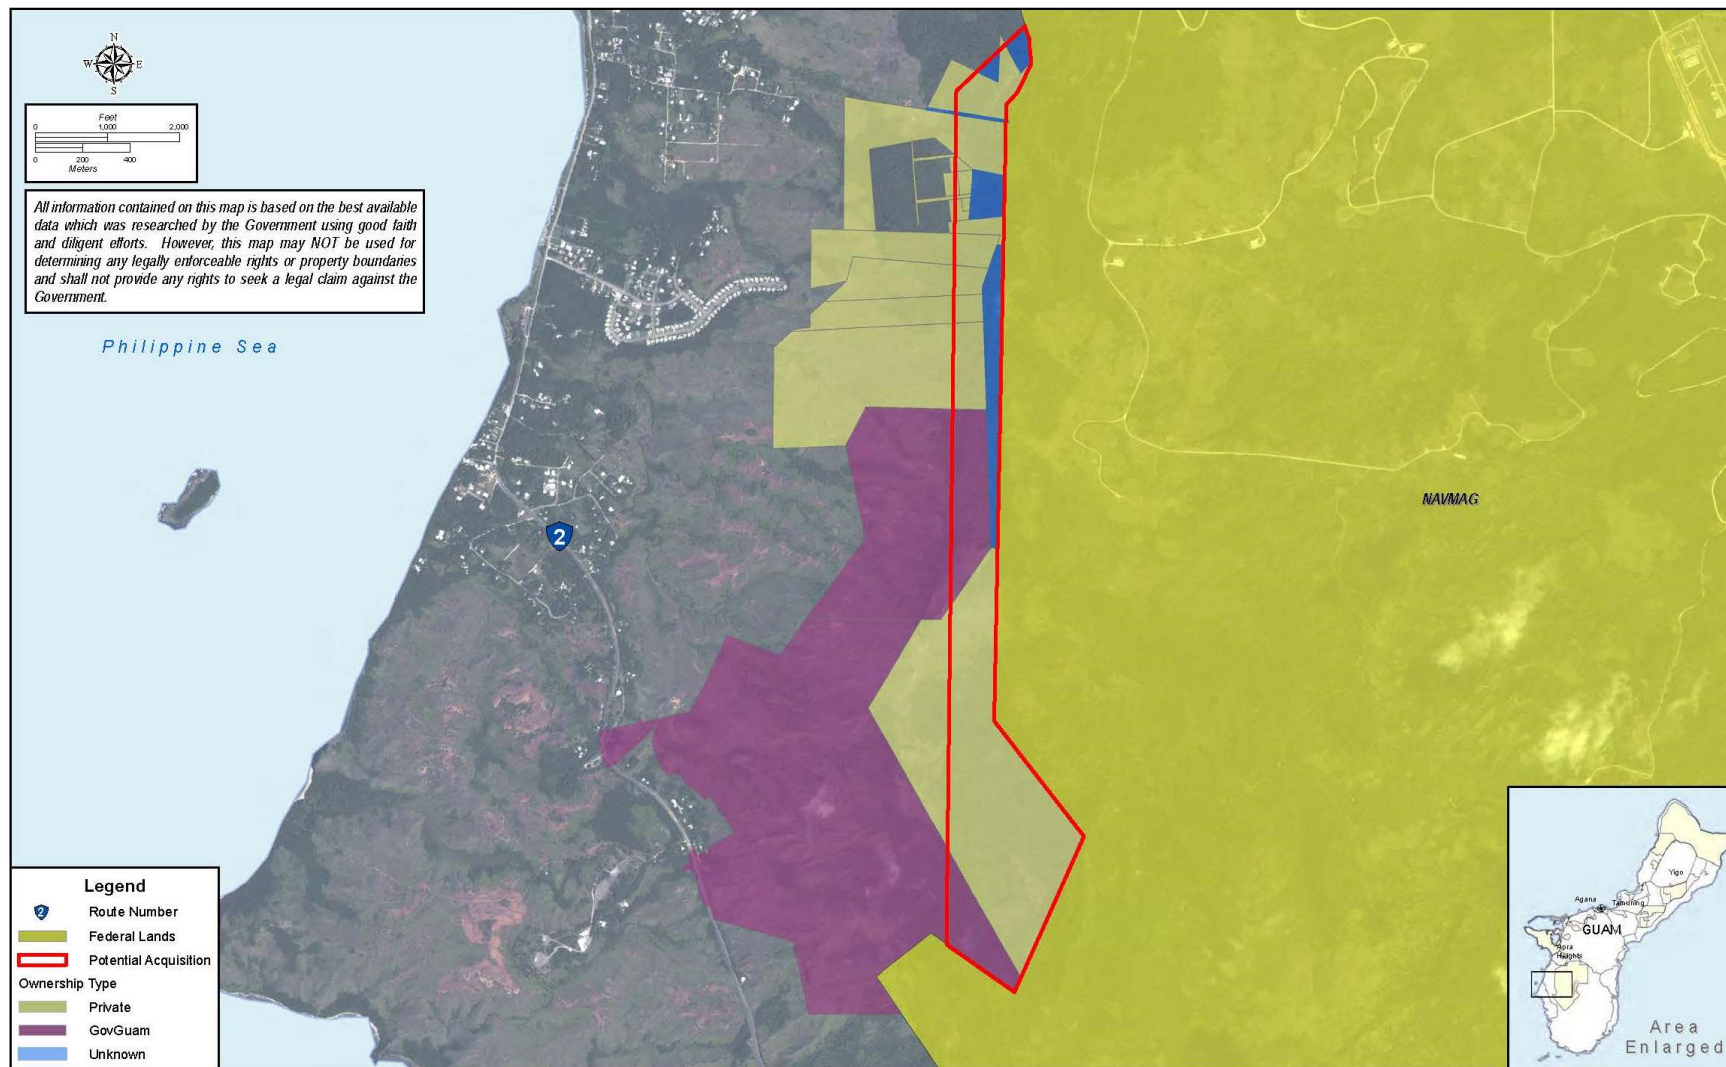 N
W E
S
Feet
0 1,000 2,000
0 200 400
Meters
All information contained on this map is based on the best available
data which was researched by the Government using good faith
and diligent efforts. However, this map may NOT be used for
determining any legally enforceable rights or property boundaries
and shall not provide any rights to seek a legal claim against the
Government.
Philippine Sea
2
NAVMAG
Legend
2 Route Number
Federal Lands
Potential Acquisition
Ownership Type
Private
GovGuam
Unknown
Yigo
Agana Tamuning
GUAM
Apra
Heights
Area
Enlarged